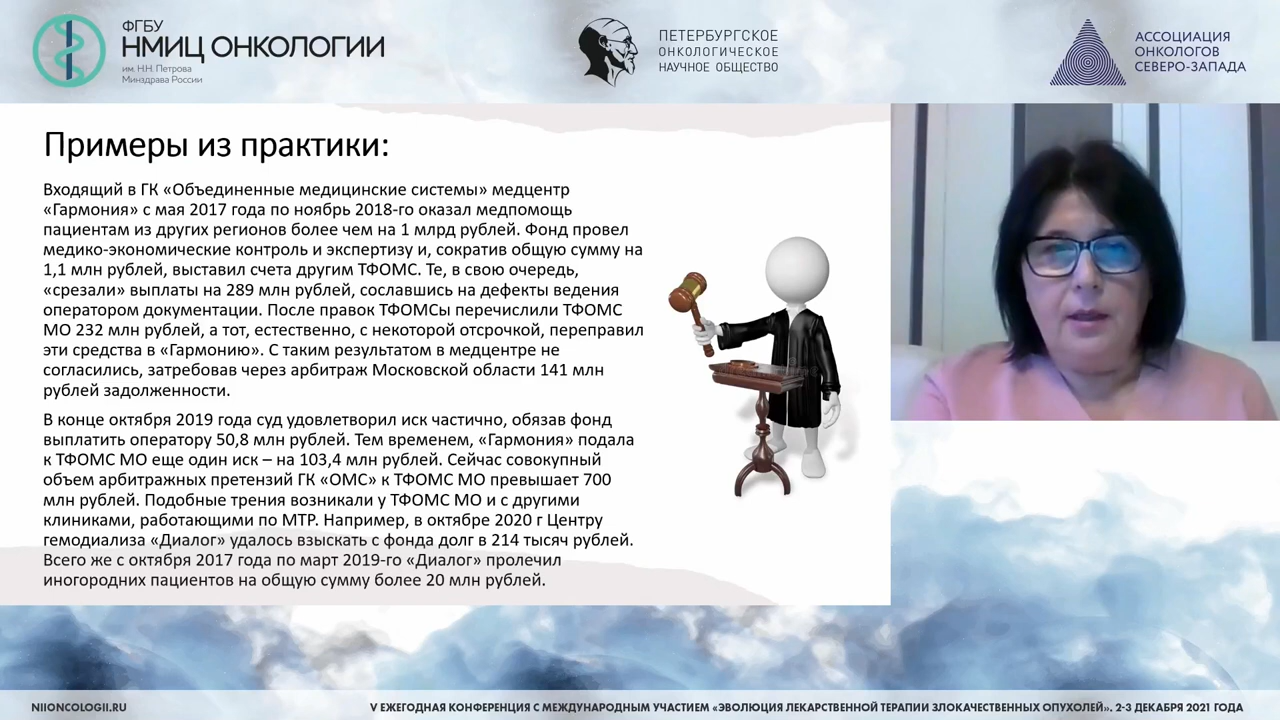 ФГБУ
НМИЦ ОНКОЛОГИИ
им. Н.Н. Петрова
Минздрава России
ПЕТЕРБУРГСКОЕ
ОНКОЛОГИЧЕСКОЕ
НАУЧНОЕ ОБЩЕСТВО
АССОЦИАЦИЯ
ОНКОЛОГОВ
СЕВЕРО-ЗАПАДА
Примеры из практики:
Входящий в ГК «Объединенные медицинские системы» медцентр
«Гармония» с мая 2017 года по ноябрь 2018-го оказал медпомощь
пациентам из других регионов более чем на 1 млрд рублей. Фонд провел
медико-экономические контроль и экспертизу и, сократив общую сумму на
1,1 млн рублей, выставил счета другим ТФОМС. Те, в свою очередь,
«срезали» выплаты на 289 млн рублей, сославшись на дефекты ведения
оператором документации. После правок ТФОМСы перечислили ТФОМС
МО 232 млн рублей, а тот, естественно, с некоторой отсрочкой, переправил
эти средства в «Гармонию». С таким результатом в медцентре не
согласились, затребовав через арбитраж Московской области 141 млн
рублей задолженности.
В конце октября 2019 года суд удовлетворил иск частично, обязав фонд
выплатить оператору 50,8 млн рублей. Тем временем, «Гармония» подала
к ТФОМС МО еще один иск – на 103,4 млн рублей. Сейчас совокупный
объем арбитражных претензий ГК «ОМС» к ТФОМС МО превышает 700
млн рублей. Подобные трения возникали у ТФОМС МО и с другими
клиниками, работающими по МТР. Например, в октябре 2020 г Центру
гемодиализа «Диалог» удалось взыскать с фонда долг в 214 тысяч рублей.
Всего же с октября 2017 года по март 2019-го «Диалог» пролечил
иногородних пациентов на общую сумму более 20 млн рублей.
NIIONCOLOGII.RU
V ЕЖЕГОДНАЯ КОНФЕРЕНЦИЯ С МЕЖДУНАРОДНЫМ УЧАСТИЕМ «ЭВОЛЮЦИЯ ЛЕКАРСТВЕННОЙ ТЕРАПИИ ЗЛОКАЧЕСТВЕННЫХ ОПУХОЛЕЙ». 2-3 ДЕКАБРЯ 2021 ГОДА